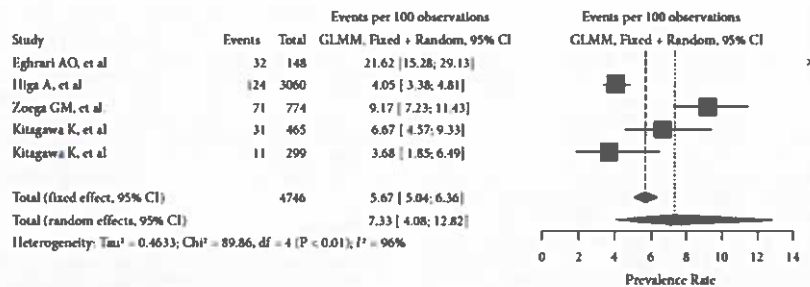 Events per 100 observations Events per 100 observations
Study Events Total GLMM, Fixed + Random, 95% CI GLMM, Fixed + Random, 95% CI
Eghrari AO, et al 32 148 21.62 [15.28; 29.13]
Higa A, et al 124 3060 4.05 [ 3.38; 4.81]
Zoega GM, et al 71 774 9.17 [ 7.23; 11.43]
Kitagawa K, et al 31 465 6.67 [ 4.57; 9.33]
Kitagawa K, et al 11 299 3.68 [ 1.85; 6.49]
Total (fixed effect, 95% CI) 4746 5.67 [ 5.04; 6.36]
Total (random effects, 95% CI) 7.33 [ 4.08; 12.82]
Heterogeneity: Tau² = 0.4633; Chi² = 89.86, df = 4 (P < 0.01); I² = 96%
0 2 4 6 8 10 12 14
Prevalence Rate